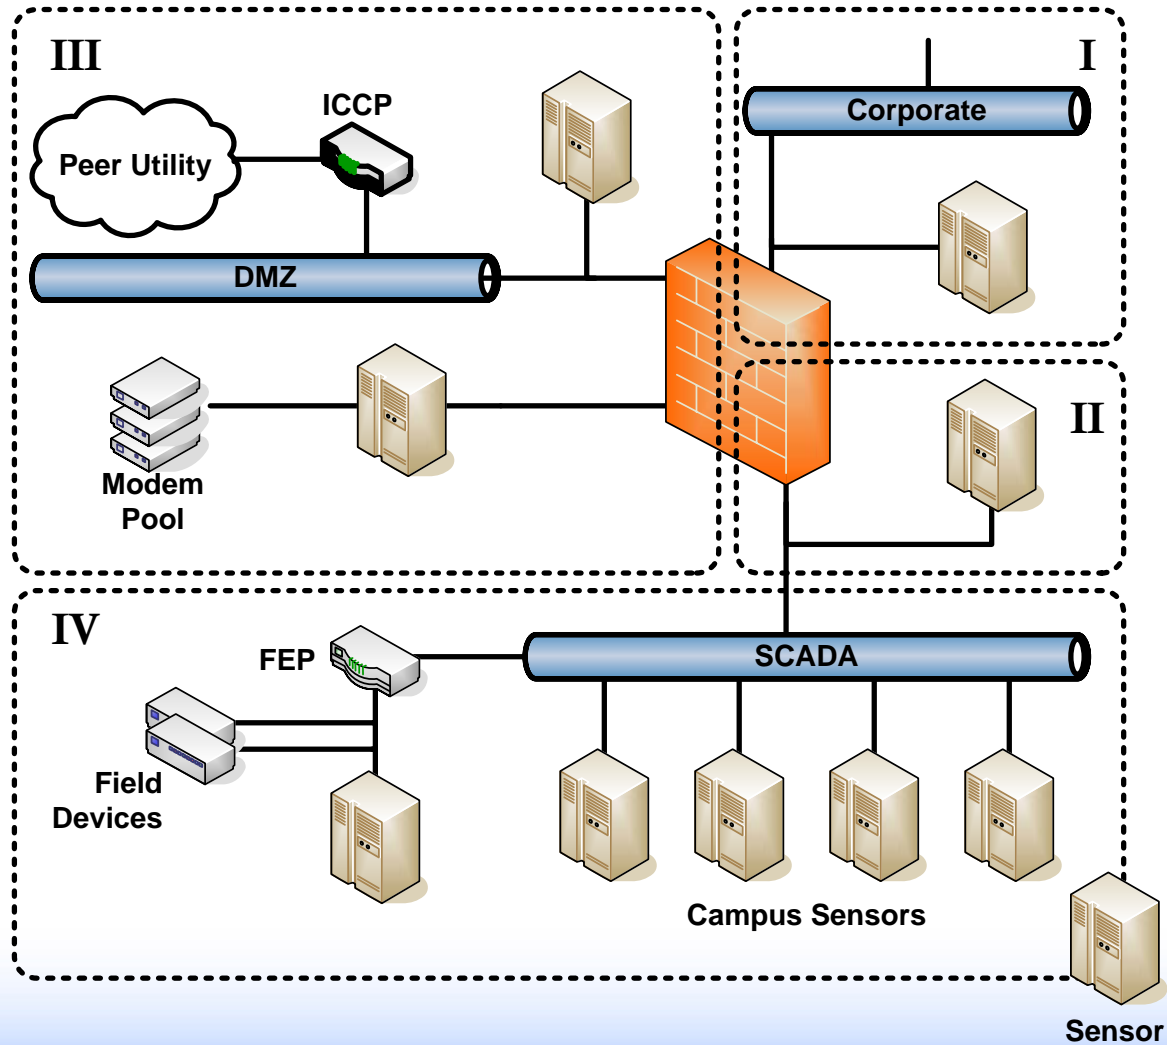 III
I
ICCP
Corporate
Peer Utility
DMZ
II
Modem
Pool
IV
FEP
SCADA
Field
Devices
Campus Sensors
Sensor